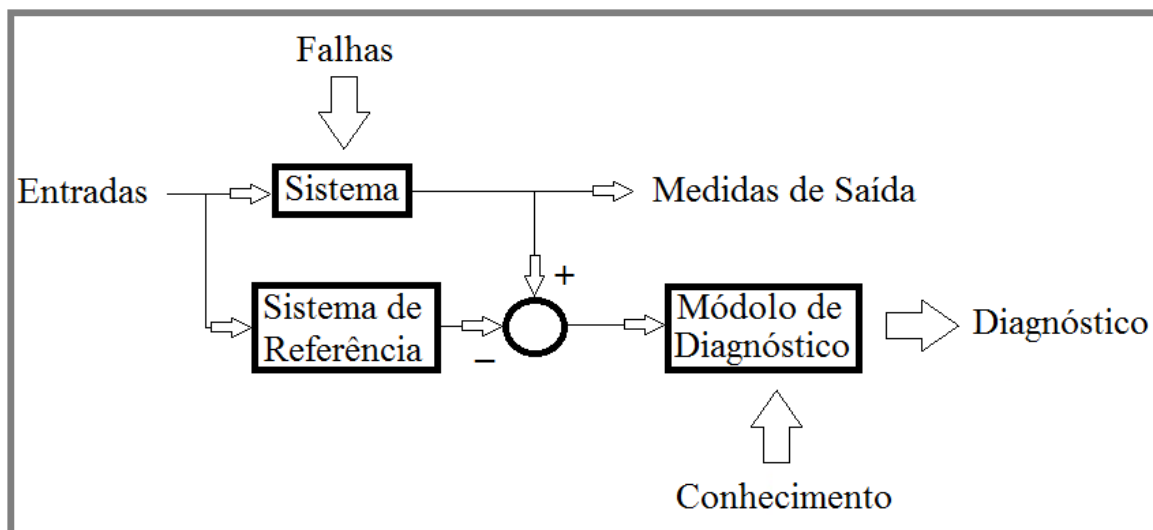 Falhas
Entradas
Sistema
Medidas de Saída
+
Sistema de
Referência
−
Módolo de
Diagnóstico
Diagnóstico
Conhecimento